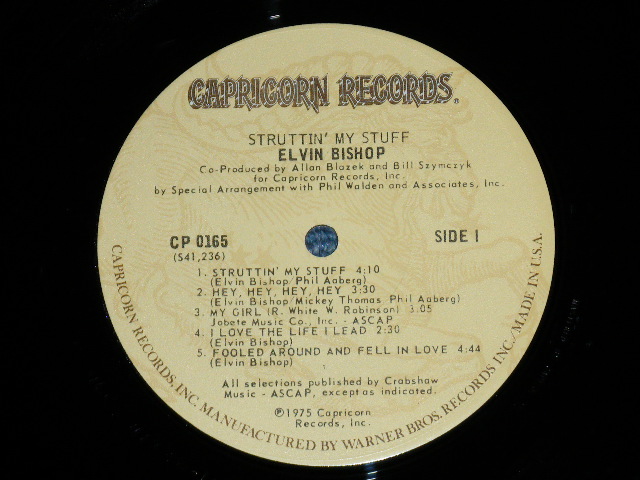 CAPRICORN RECORDS®
STRUTTIN' MY STUFF
ELVIN BISHOP
Co-Produced by Allan Blazek and Bill Szymczyk
for Capricorn Records, Inc.
by Special Arrangement with Phil Walden and Associates, Inc.
CP 0165
SIDE I
(S41,236)
1. STRUTTIN' MY STUFF 4:10
(Elvin Bishop/Phil Aaberg)
2. HEY, HEY, HEY, HEY 3:30
(Elvin Bishop/Mickey Thomas Phil Aaberg)
3. MY GIRL (R. White W. Robinson) 3:05
Jobete Music Co., Inc. - ASCAP
4. I LOVE THE LIFE I LEAD 2:30
(Elvin Bishop)
5. FOOLED AROUND AND FELL IN LOVE 4:44
(Elvin Bishop)
All selections published by Crabshaw
Music - ASCAP, except as indicated.
℗1975 Capricorn
Records, Inc.
CAPRICORN RECORDS, INC. MANUFACTURED BY WARNER BROS. RECORDS INC./MADE IN U.S.A.